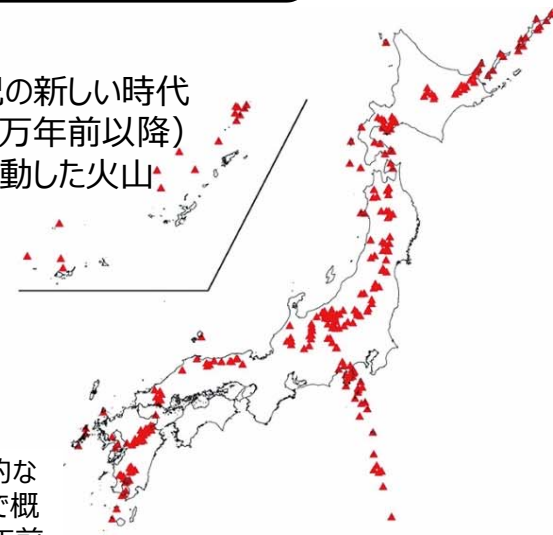 の新しい時代
万年前以降）
動した火山
的な
で概